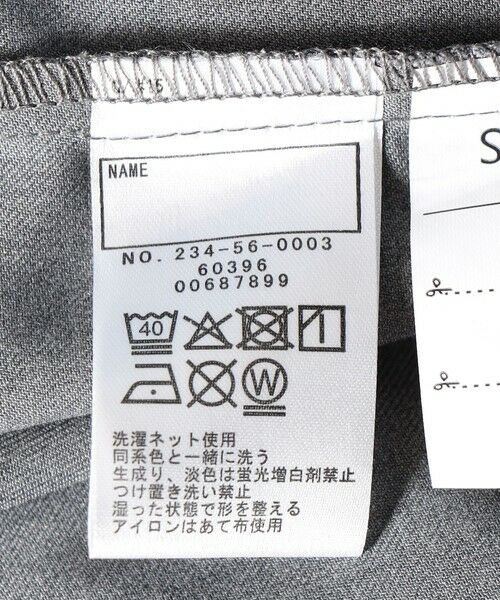 NAME
NO. 234-56-0003
60396
00687899
40
W
洗濯ネット使用
同系色と一緒に洗う
生成り、淡色は蛍光増白剤禁止
つけ置き洗い禁止
湿った状態で形を整える
アイロンはあて布使用
S